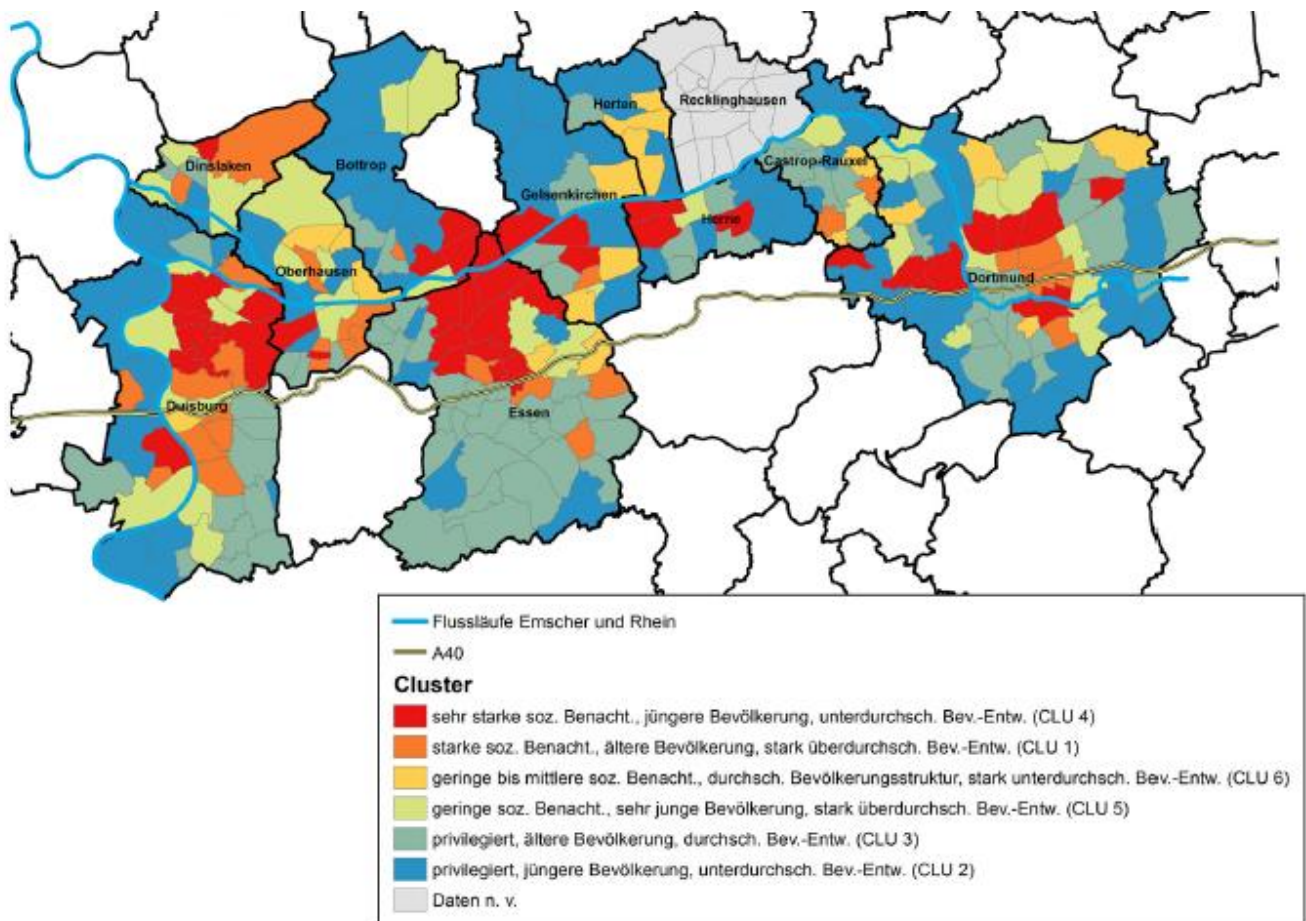 Herten
Recklinghausen
Dinslaken
Bottrop
Castrop-Rauxel
Gelsenkirchen
Herne
Oberhausen
Dortmund
Duisburg
Essen
Flussläufe Emscher und Rhein
A40
Cluster
sehr starke soz. Benacht., jüngere Bevölkerung, unterdurchsch. Bev.-Entw. (CLU 4)
starke soz. Benacht., ältere Bevölkerung, stark überdurchsch. Bev.-Entw. (CLU 1)
geringe bis mittlere soz. Benacht., durchsch. Bevölkerungsstruktur, stark unterdurchsch. Bev.-Entw. (CLU 6)
geringe soz. Benacht., sehr junge Bevölkerung, stark überdurchsch. Bev.-Entw. (CLU 5)
privilegiert, ältere Bevölkerung, durchsch. Bev.-Entw. (CLU 3)
privilegiert, jüngere Bevölkerung, unterdurchsch. Bev.-Entw. (CLU 2)
Daten n. v.